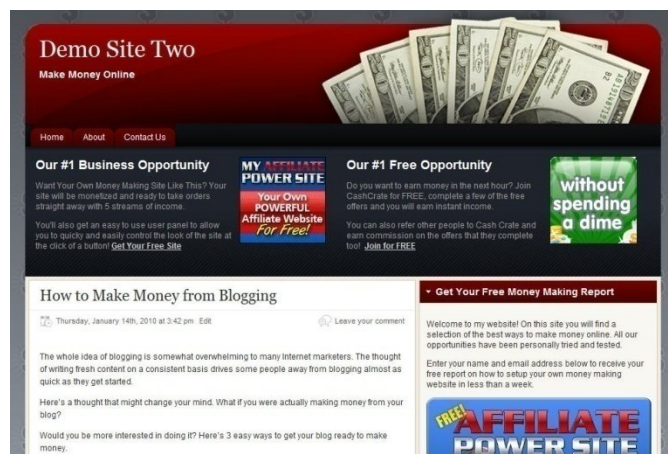 Demo Site Two
Make Money Online
Home About Contact Us
Our #1 Business Opportunity
Want Your Own Money Making Site Like This? Your
site will be monetized and ready to take orders
straight away with 5 streams of income.
You'll also get an easy to use user panel to allow
you to quickly and easily control the look of the site at
the click of a button! Get Your Free Site
MY AFFILIATE
POWER SITE
Your Own
POWERFUL
Affiliate Website
For Free!
Our #1 Free Opportunity
Do you want to earn money in the next hour? Join
CashCrate for FREE, complete a few of the free
offers and you will earn instant income.
You can also refer other people to Cash Crate and
earn commission on the offers that they complete
too! Join for FREE
without
spending
a dime
How to Make Money from Blogging
Thursday, January 14th, 2010 at 3:42 pm Edit
Leave your comment
The whole idea of blogging is somewhat overwhelming to many Internet marketers. The thought
of writing fresh content on a consistent basis drives some people away from blogging almost as
quick as they get started.
Here's a thought that might change your mind. What if you were actually making money from your
blog?
Would you be more interested in doing it? Here's 3 easy ways to get your blog ready to make
money.
Get Your Free Money Making Report
Welcome to my website! On this site you will find a
selection of the best ways to make money online. All our
opportunities have been personally tried and tested.
Enter your name and email address below to receive your
free report on how to setup your own money making
website in less than a week.
FREE!
AFFILIATE
POWER SITE